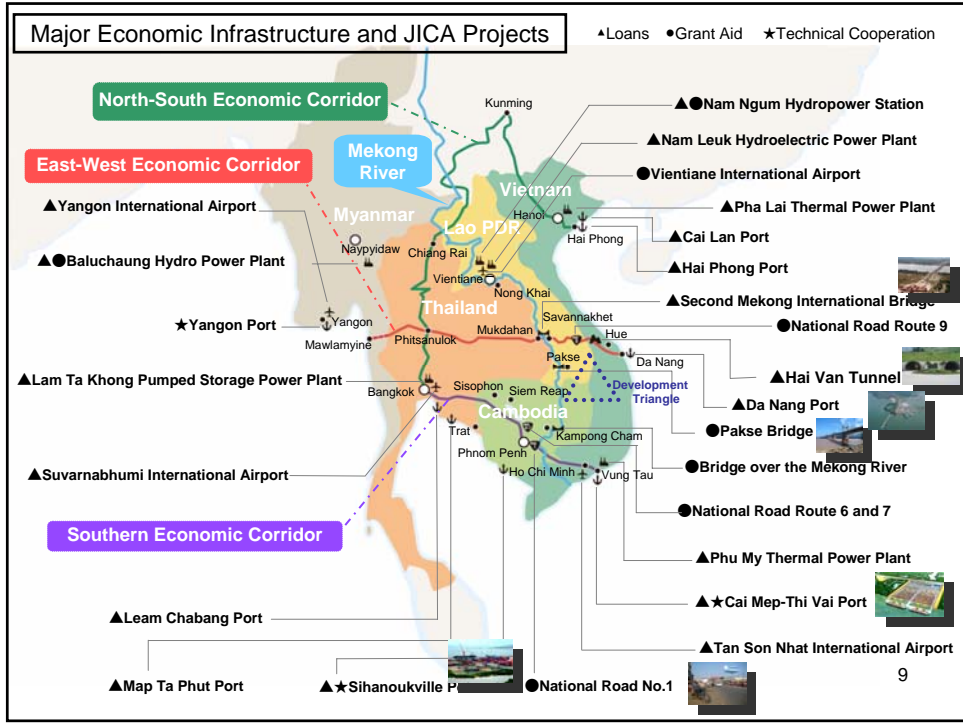 Major Economic Infrastructure and JICA Projects
▲Loans ●Grant Aid ★Technical Cooperation
North-South Economic Corridor
Kunming
▲●Nam Ngum Hydropower Station
▲Nam Leuk Hydroelectric Power Plant
East-West Economic Corridor
Mekong
River
Vietnam
●Vientiane International Airport
▲Yangon International Airport
Myanmar
Hanoi
▲Pha Lai Thermal Power Plant
Lao PDR
Naypyidaw
Chiang Rai
Hai Phong
▲Cai Lan Port
▲●Baluchaung Hydro Power Plant
Vientiane
▲Hai Phong Port
Nong Khai
Thailand
Savannakhet
▲Second Mekong International Bridge
★Yangon Port
Yangon
Mawlamyine
Phitsanulok
Mukdahan
Hue
●National Road Route 9
Da Nang
Pakse
▲Lam Ta Khong Pumped Storage Power Plant
Bangkok
Sisophon
Siem Reap
Development
Triangle
▲Hai Van Tunnel
▲Da Nang Port
Cambodia
Trat
Kampong Cham
●Pakse Bridge
Phnom Penh
▲Suvarnabhumi International Airport
Ho Chi Minh
Vung Tau
●Bridge over the Mekong River
●National Road Route 6 and 7
Southern Economic Corridor
▲Phu My Thermal Power Plant
▲★Cai Mep-Thi Vai Port
▲Leam Chabang Port
▲Tan Son Nhat International Airport
▲Map Ta Phut Port
▲★Sihanoukville P
●National Road No.1
9